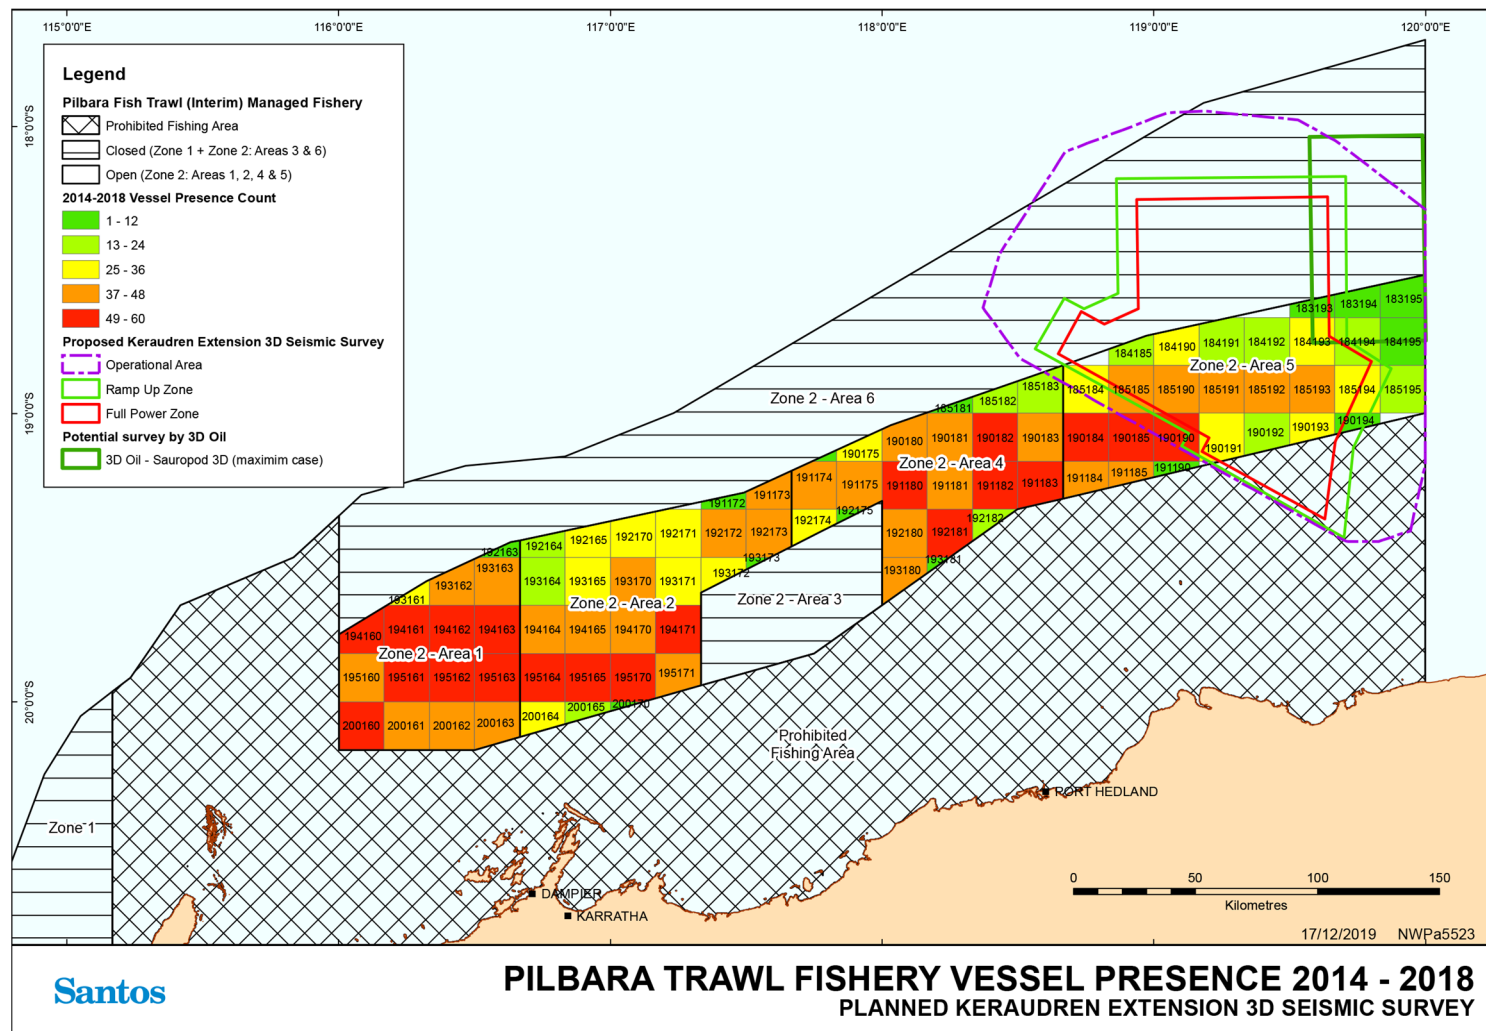 115°0'0"E
116°0'0"E
117°0'0"E
118°0'0"E
119°0'0"E
120°0'0"E
18°0'0"S
19°0'0"S
20°0'0"S
Legend
Pilbara Fish Trawl (Interim) Managed Fishery
Prohibited Fishing Area
Closed (Zone 1 + Zone 2: Areas 3 & 6)
Open (Zone 2: Areas 1, 2, 4 & 5)
2014-2018 Vessel Presence Count
1 - 12
13 - 24
25 - 36
37 - 48
49 - 60
Proposed Keraudren Extension 3D Seismic Survey
Operational Area
Ramp Up Zone
Full Power Zone
Potential survey by 3D Oil
3D Oil - Sauropod 3D (maximim case)
183193 183194 183195
184185 184190 184191 184192 184193 184194 184195
Zone 2 - Area 5
185181 185182 185183 185184 185185 185190 185191 185192 185193 185194 185195
Zone 2 - Area 6
190175 190180 190181 190182 190183 190184 190185 190190 190191 190192 190193 190194
Zone 2 - Area 4
191172 191173 191174 191175 191180 191181 191182 191183 191184 191185 191190
192163 192164 192165 192170 192171 192172 192173 192174 192175 192180 192181 192182
193161 193162 193163 193164 193165 193170 193171 193172 193173 193180 193181
Zone 2 - Area 2
Zone 2 - Area 3
194160 194161 194162 194163 194164 194165 194170 194171
Zone 2 - Area 1
195160 195161 195162 195163 195164 195165 195170 195171
200160 200161 200162 200163 200164 200165 200170
Prohibited
Fishing Area
Zone 1
PORT HEDLAND
DAMPIER
KARRATHA
0 50 100 150
Kilometres
17/12/2019 NWPa5523
Santos
PILBARA TRAWL FISHERY VESSEL PRESENCE 2014 - 2018
PLANNED KERAUDREN EXTENSION 3D SEISMIC SURVEY